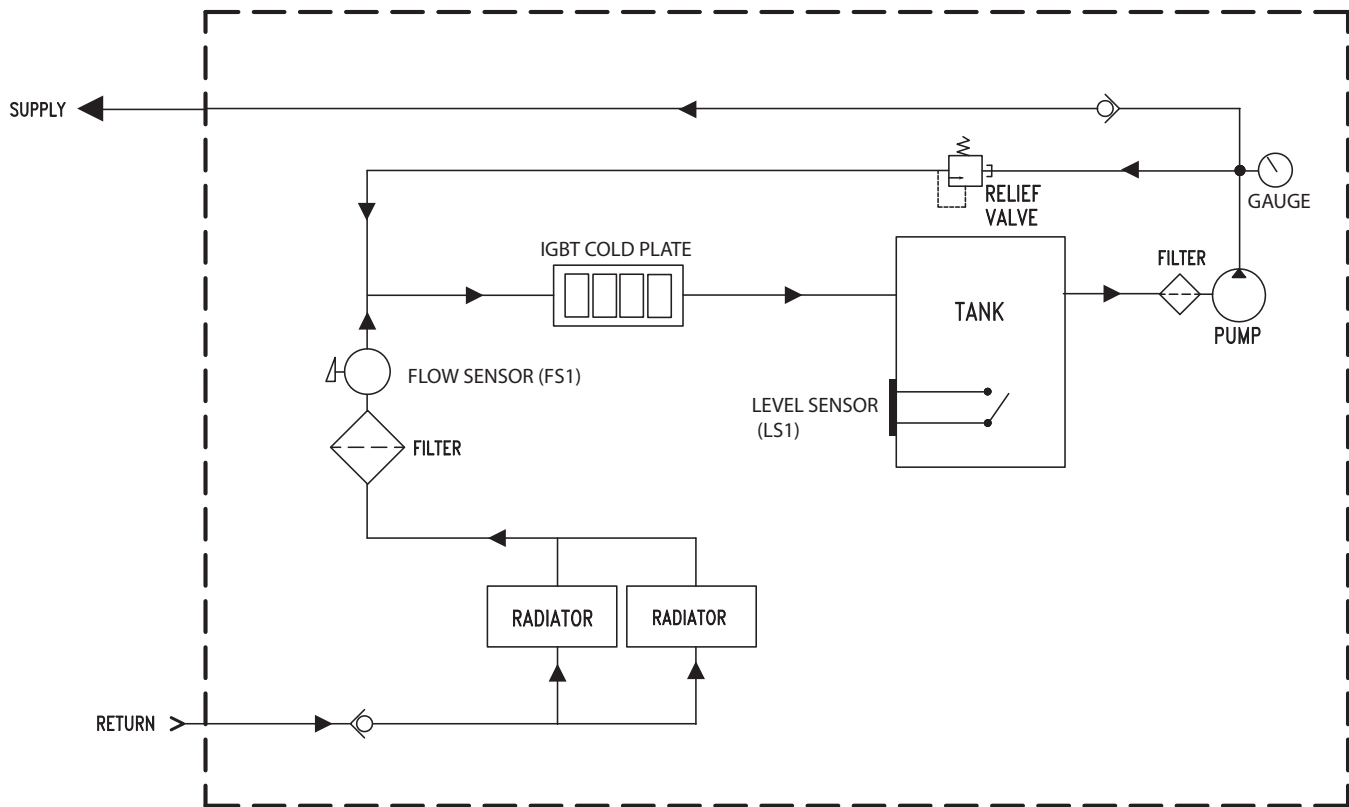 SUPPLY
RELIEF
VALVE
GAUGE
IGBT COLD PLATE
FILTER
TANK
PUMP
FLOW SENSOR (FS1)
LEVEL SENSOR
(LS1)
FILTER
RADIATOR
RADIATOR
RETURN